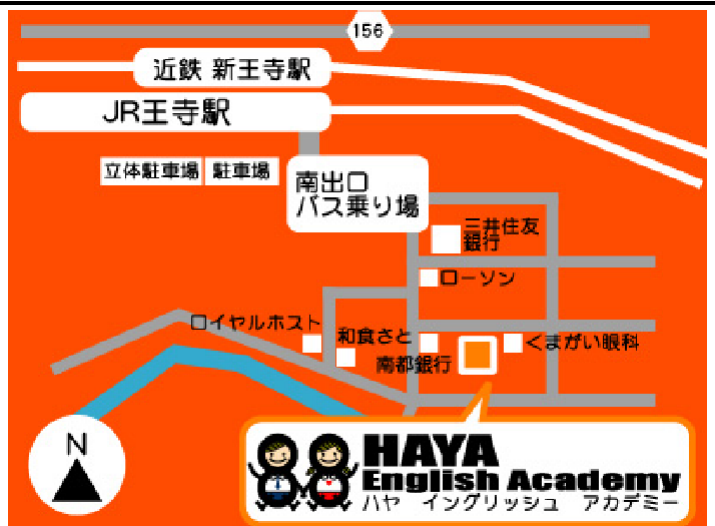 156
近鉄 新王寺駅
JR王寺駅
立体駐車場
駐車場
南出口
バス乗り場
三井住友
銀行
ローソン
ロイヤルホスト
和食さと
南都銀行
くまがい眼科
N
HAYA
English Academy
ハヤ イングリッシュ アカデミー